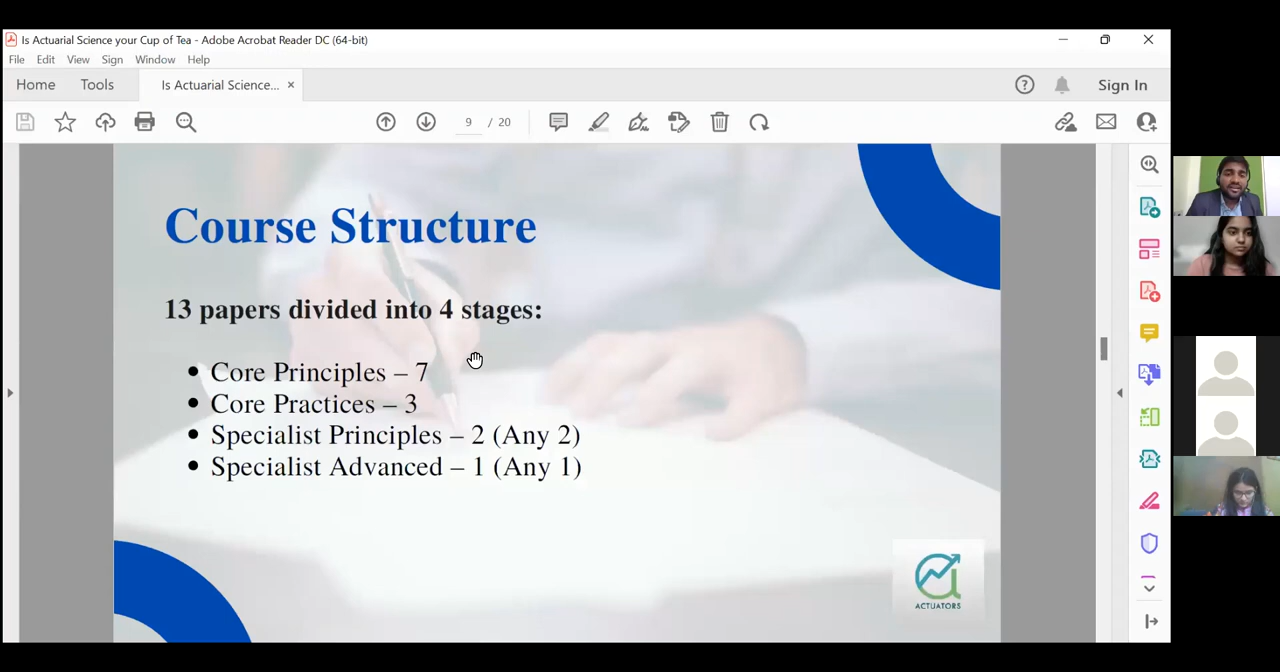 Is Actuarial Science your Cup of Tea - Adobe Acrobat Reader DC (64-bit)
File Edit View Sign Window Help
Home Tools Is Actuarial Science... × Sign In
9 / 20
Course Structure
13 papers divided into 4 stages:
• Core Principles – 7
• Core Practices – 3
• Specialist Principles – 2 (Any 2)
• Specialist Advanced – 1 (Any 1)
ACTUATORS